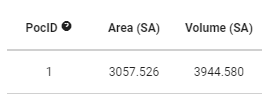 PocID ? Area (SA) Volume (SA)
1 3057.526 3944.580